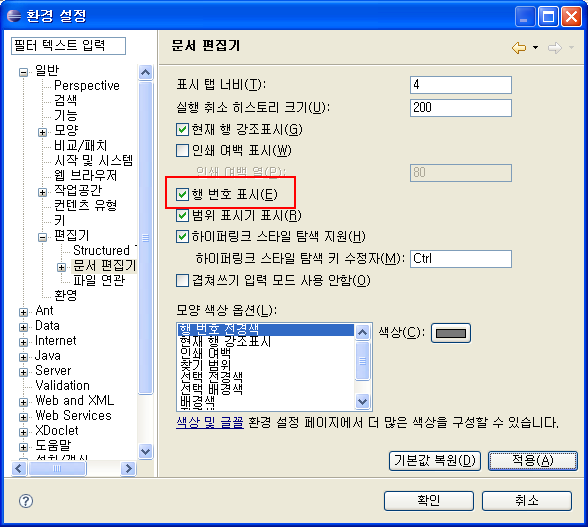 환경 설정
필터 텍스트 입력
문서 편집기
일반
Perspective
검색
기능
모양
비교/패치
시작 및 시스템
웹 브라우저
작업공간
컨텐츠 유형
키
편집기
Structured T
문서 편집기
파일 연관
환영
Ant
Data
Internet
Java
Server
Validation
Web and XML
Web Services
XDoclet
도움말
설치/갱신
표시 탭 너비(T):
4
실행 취소 히스토리 크기(U):
200
현재 행 강조표시(G)
인쇄 여백 표시(W)
인쇄 여백 열(P):
80
행 번호 표시(E)
범위 표시기 표시(R)
하이퍼링크 스타일 탐색 지원(H)
하이퍼링크 스타일 탐색 키 수정자(M):
Ctrl
겹쳐쓰기 입력 모드 사용 안함(O)
모양 색상 옵션(L):
행 번호 전경색
현재 행 강조표시
인쇄 여백
찾기 범위
선택 전경색
선택 배경색
배경색
색상(C):
색상 및 글꼴 환경 설정 페이지에서 더 많은 색상을 구성할 수 있습니다.
기본값 복원(D)
적용(A)
?
확인
취소